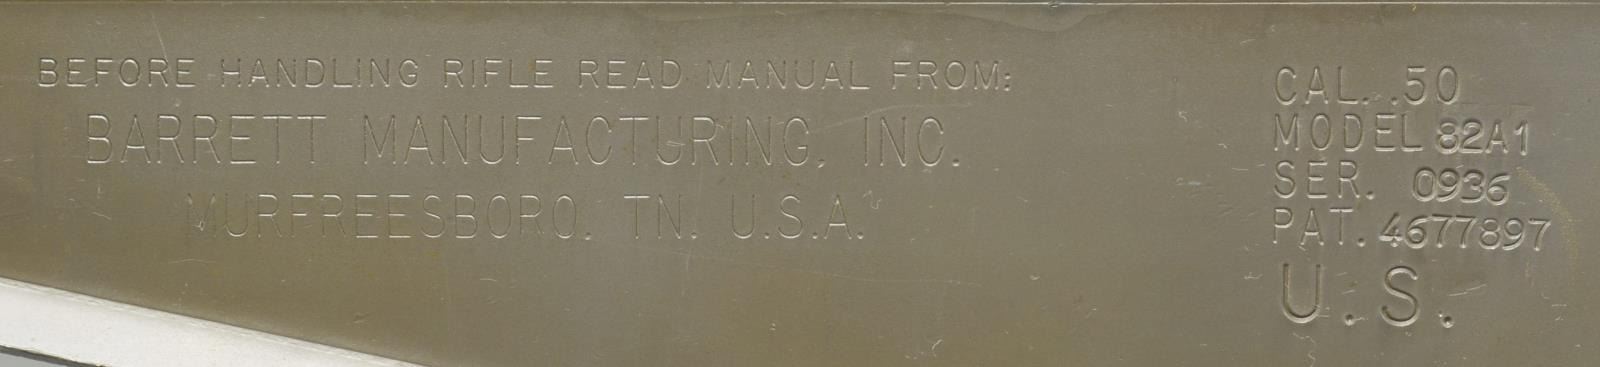 BEFORE HANDLING RIFLE READ MANUAL FROM:
BARRETT MANUFACTURING, INC.
MURFREESBORO, TN. U.S.A.
CAL. .50
MODEL 82A1
SER. 0936
PAT. 4677897
U.S.